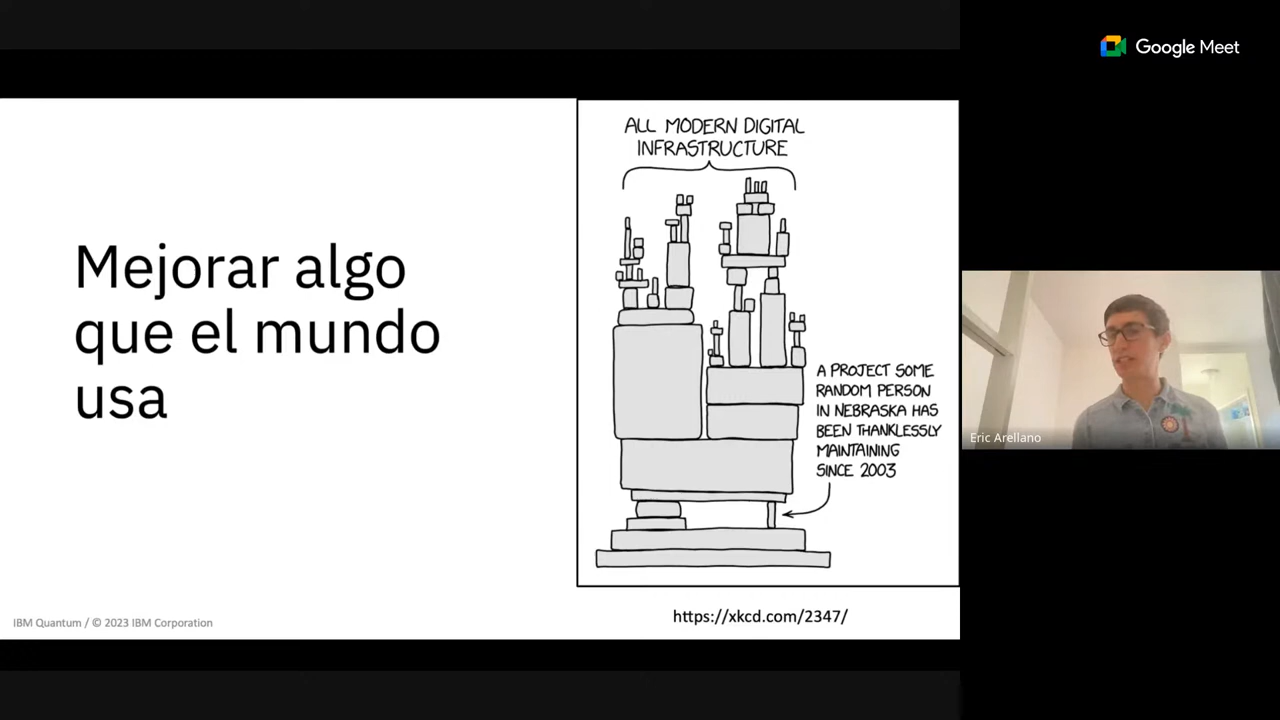 Google Meet
Mejorar algo
que el mundo
usa
ALL MODERN DIGITAL
INFRASTRUCTURE
A PROJECT SOME
RANDOM PERSON
IN NEBRASKA HAS
BEEN THANKLESSLY
MAINTAINING
SINCE 2003
Eric Arellano
IBM Quantum / © 2023 IBM Corporation
https://xkcd.com/2347/